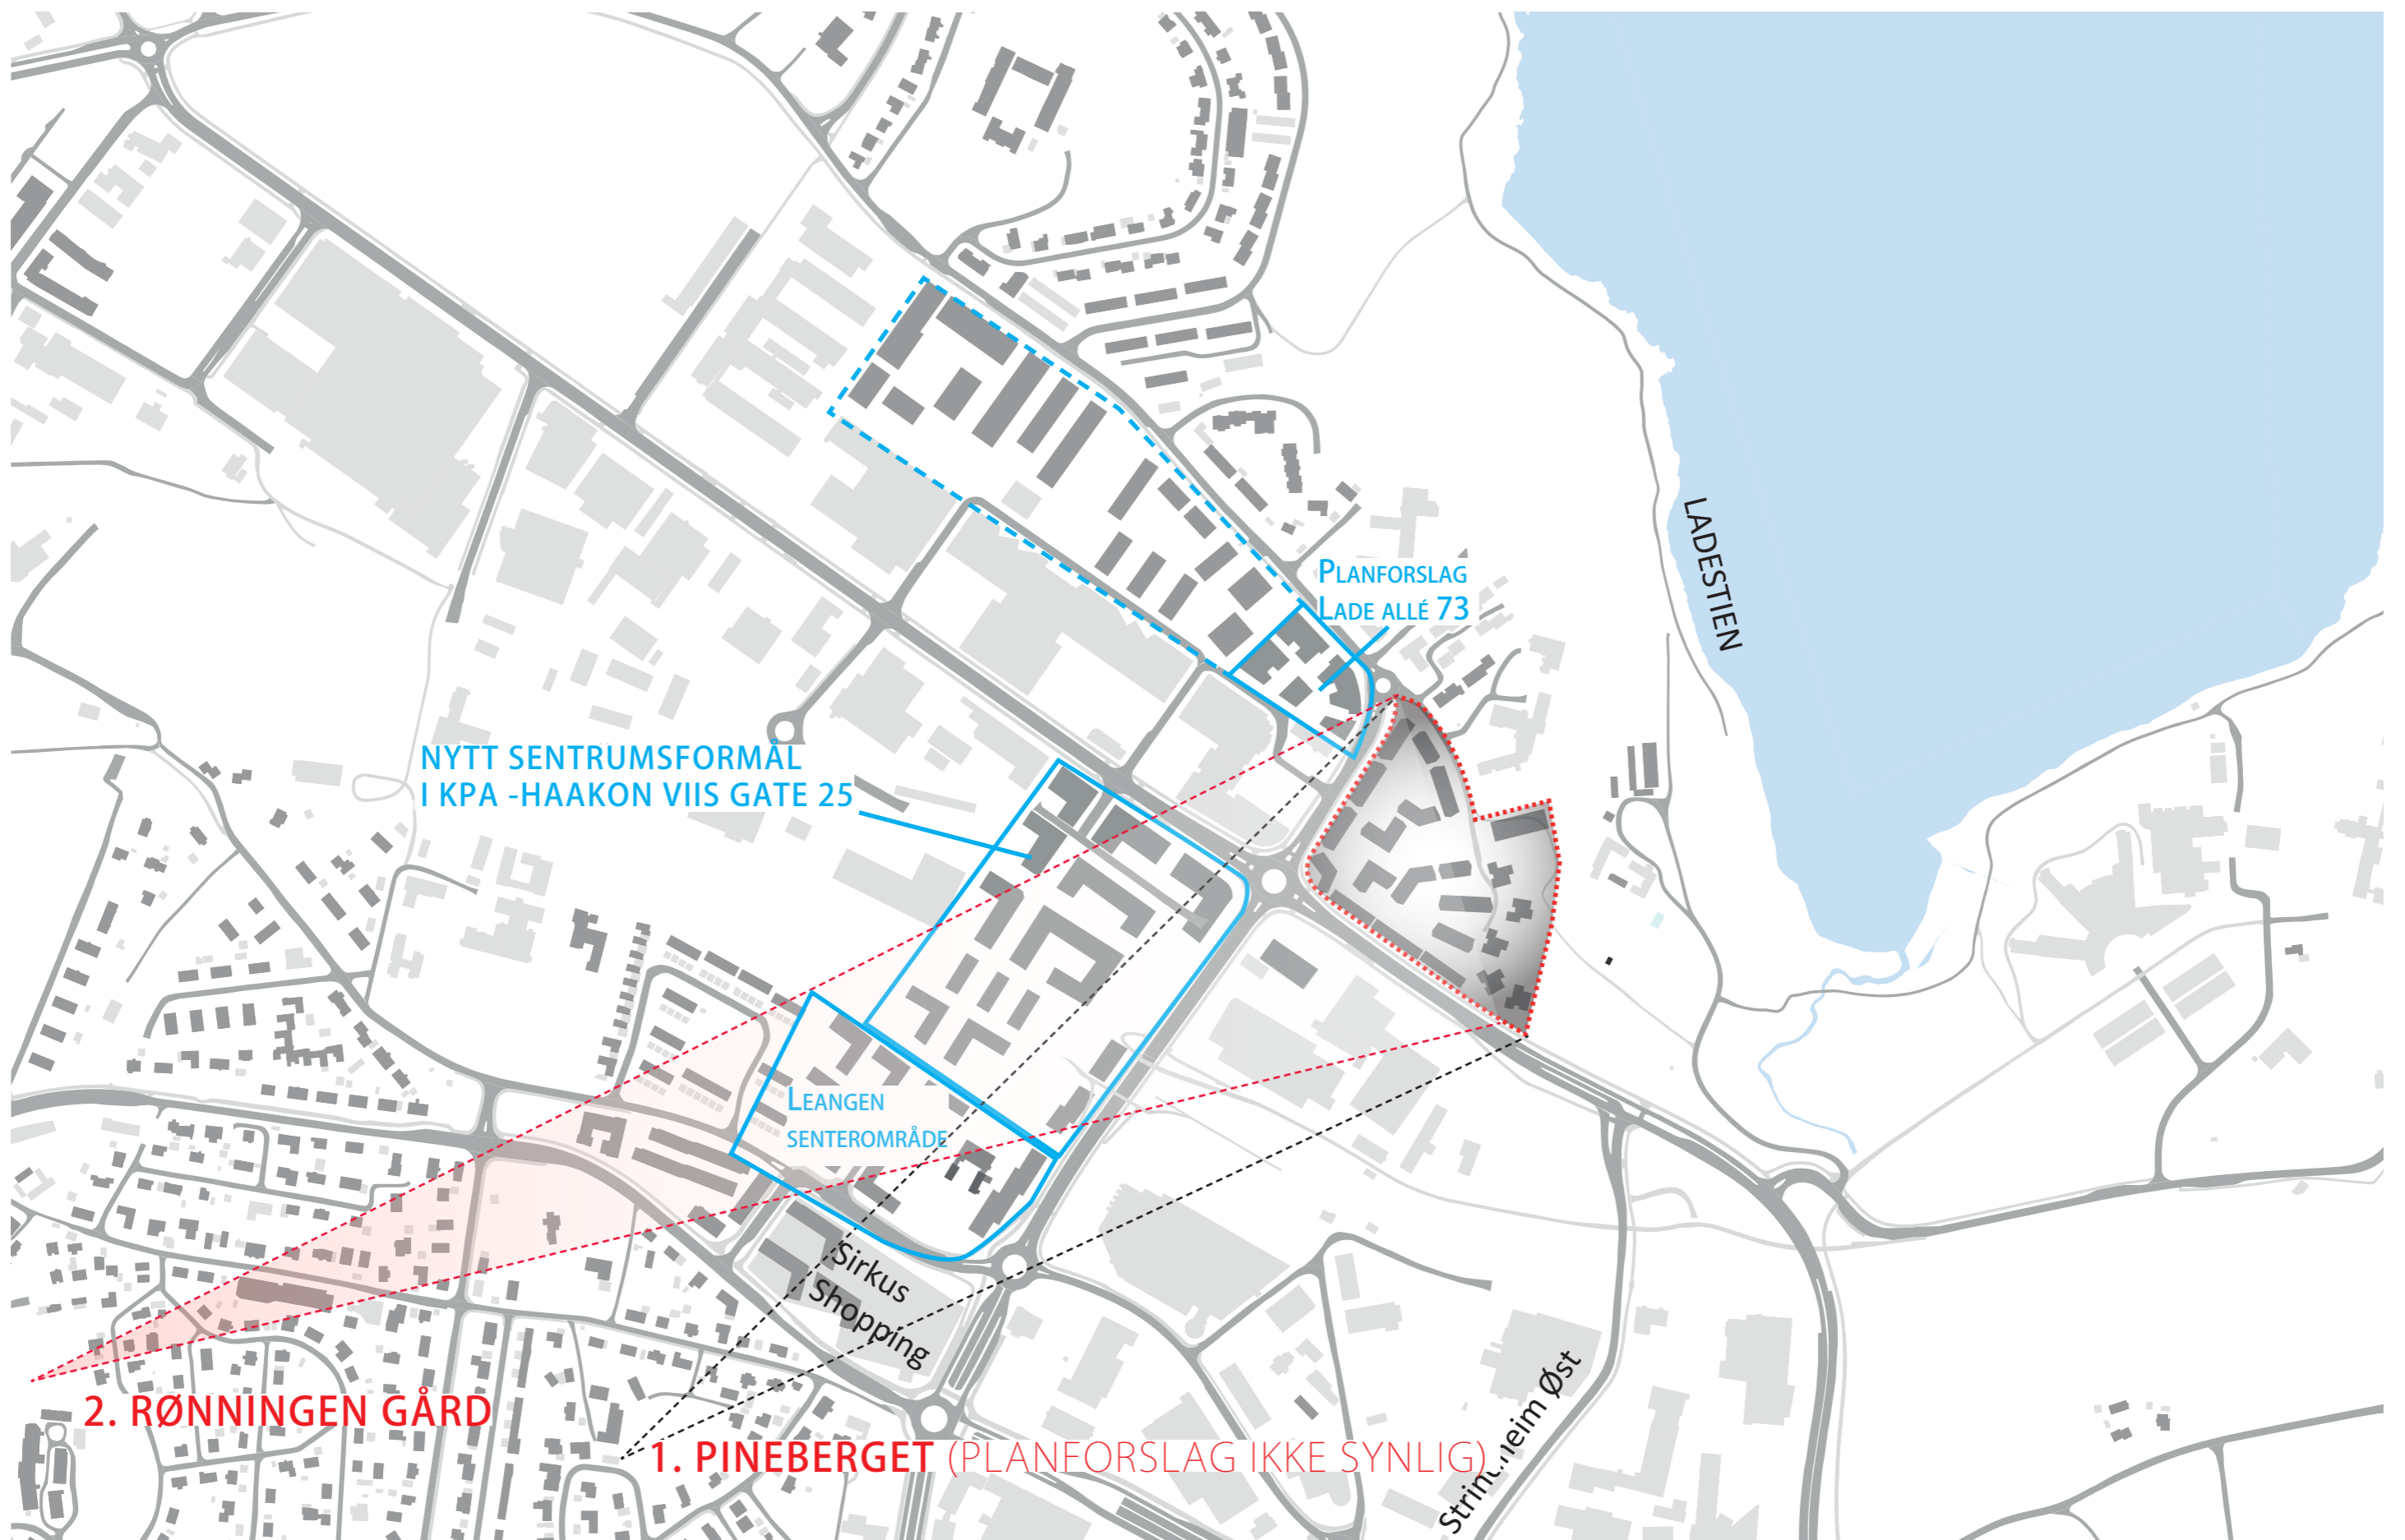 LADESTIEN
PLANFORSLAG
LADE ALLÉ 73
NYTT SENTRUMSFORMÅL
I KPA -HAAKON VIIS GATE 25
LEANGEN
SENTEROMRÅDE
Sirkus
Shopping
2. RØNNINGEN GÅRD
1. PINEBERGET (PLANFORSLAG IKKE SYNLIG)
Strindheim Øst